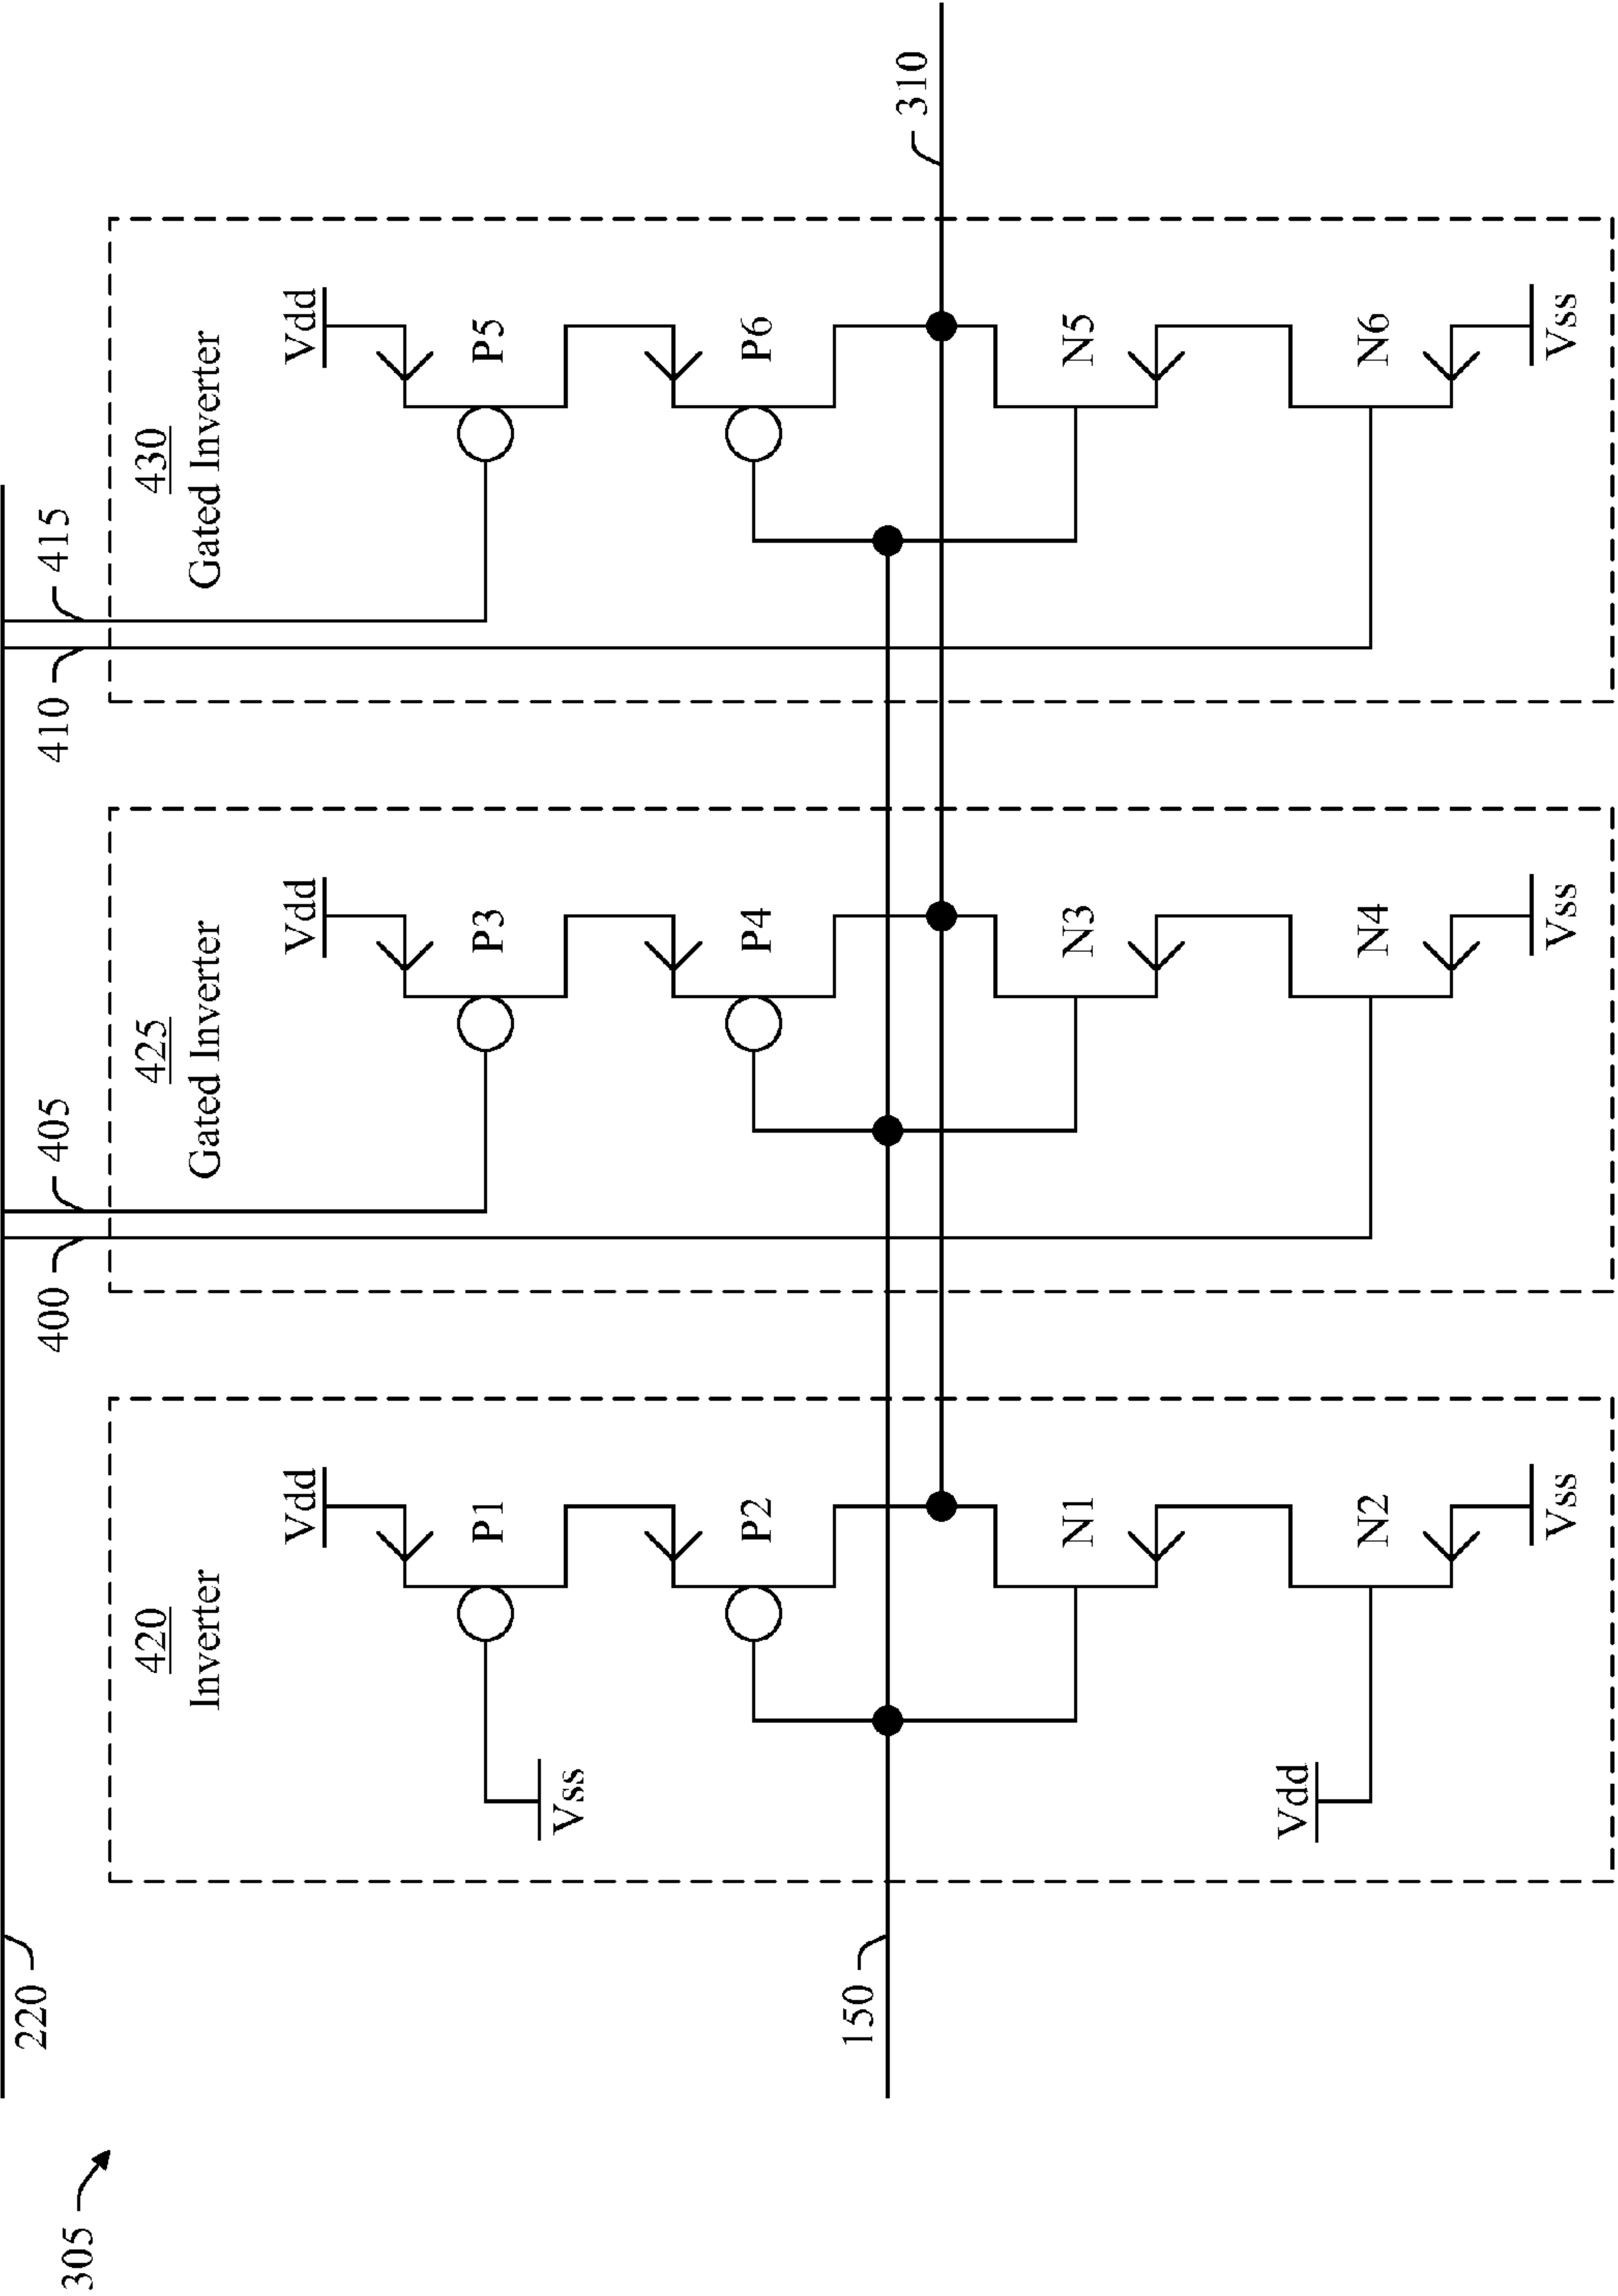 305
220
150
310
400
405
410
415
420
Inverter
Vdd
P1
Vss
P2
N1
Vdd
N2
Vss
425
Gated Inverter
Vdd
P3
P4
N3
N4
Vss
430
Gated Inverter
Vdd
P5
P6
N5
N6
Vss